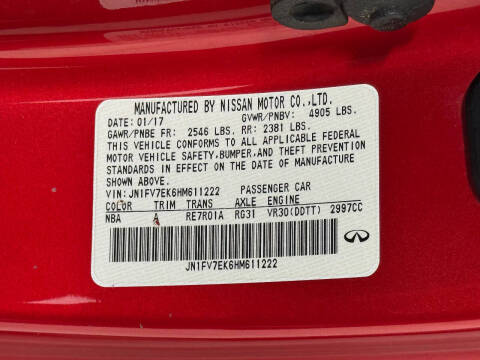 MANUFACTURED BY NISSAN MOTOR CO.,LTD.
DATE: 01/17 GVWR/PNBV: 4905 LBS.
GAWR/PNBE FR: 2546 LBS. RR: 2381 LBS.
THIS VEHICLE CONFORMS TO ALL APPLICABLE FEDERAL
MOTOR VEHICLE SAFETY, BUMPER, AND THEFT PREVENTION
STANDARDS IN EFFECT ON THE DATE OF MANUFACTURE
SHOWN ABOVE.
VIN: JN1FV7EK6HM611222 PASSENGER CAR
COLOR TRIM TRANS AXLE ENGINE
NBA A RE7R01A RG31 VR30(DDTT) 2997CC
JN1FV7EK6HM611222